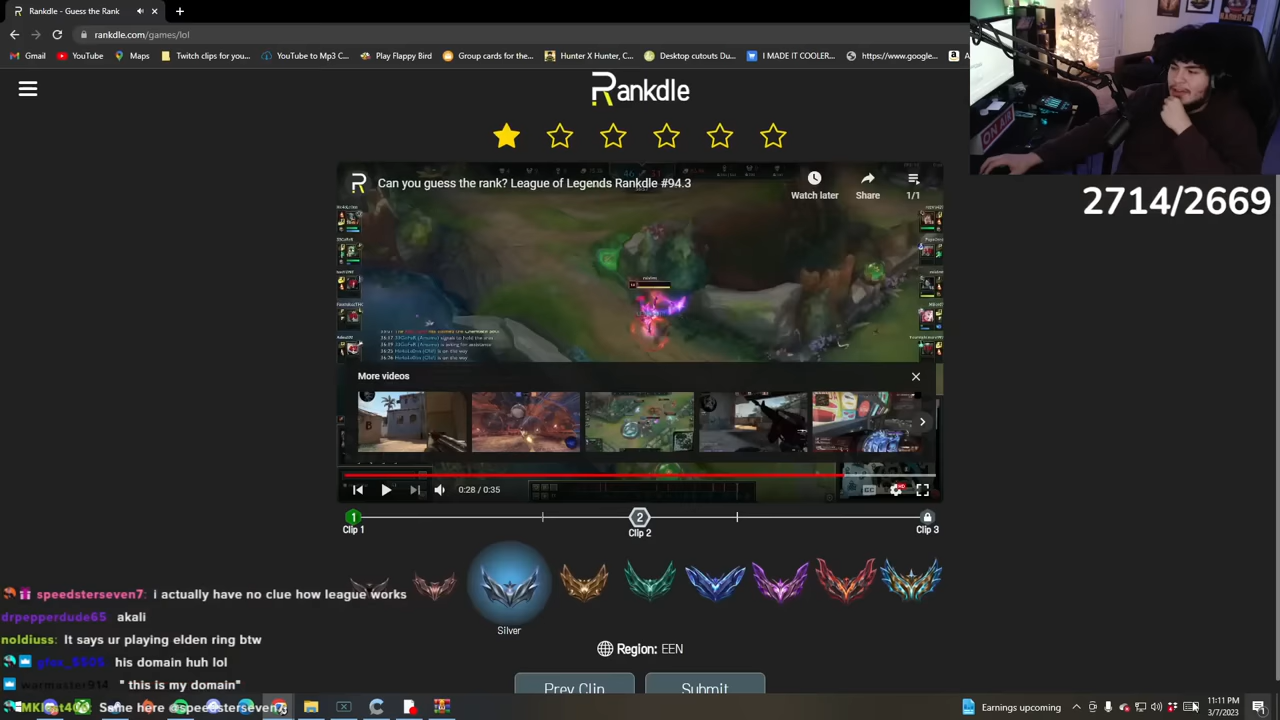 Rankdle - Guess the Rank
rankdle.com/games/lol
Gmail
YouTube
Maps
Twitch clips for you...
YouTube to Mp3 C...
Play Flappy Bird
Group cards for the...
Hunter X Hunter, C...
Desktop cutouts Du...
I MADE IT COOLER...
https://www.google...
Rankdle
ON AIR
2714/2669
Can you guess the rank? League of Legends Rankdle #94.3
Watch later
Share
1/1
More videos
0:28 / 0:35
1
2
Clip 1
Clip 2
Clip 3
Silver
Region: EEN
Prev Clip
Submit
speedsterseven7: i actually have no clue how league works
drpepperdude65 akali
noldiuss: It says ur playing elden ring btw
his domain huh lol
warmaster914 " this is my domain"
Same here @speedsterseven7
Earnings upcoming
11:11 PM
3/7/2023